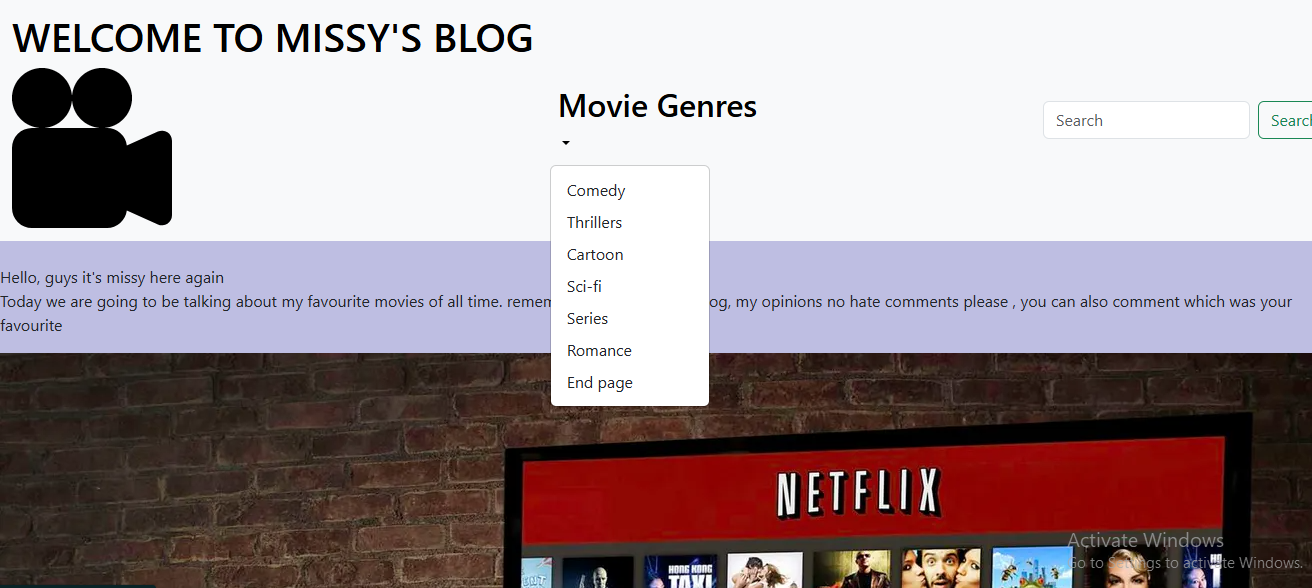 WELCOME TO MISSY'S BLOG
Movie Genres
Search
Search
Comedy
Thrillers
Cartoon
Sci-fi
Series
Romance
End page
Hello, guys it's missy here again
Today we are going to be talking about my favourite movies of all time. my opinions no hate comments please , you can also comment which was your
favourite
NETFLIX
HONG KONG
TAXI
Activate Windows
Go to Settings to activate Windows.